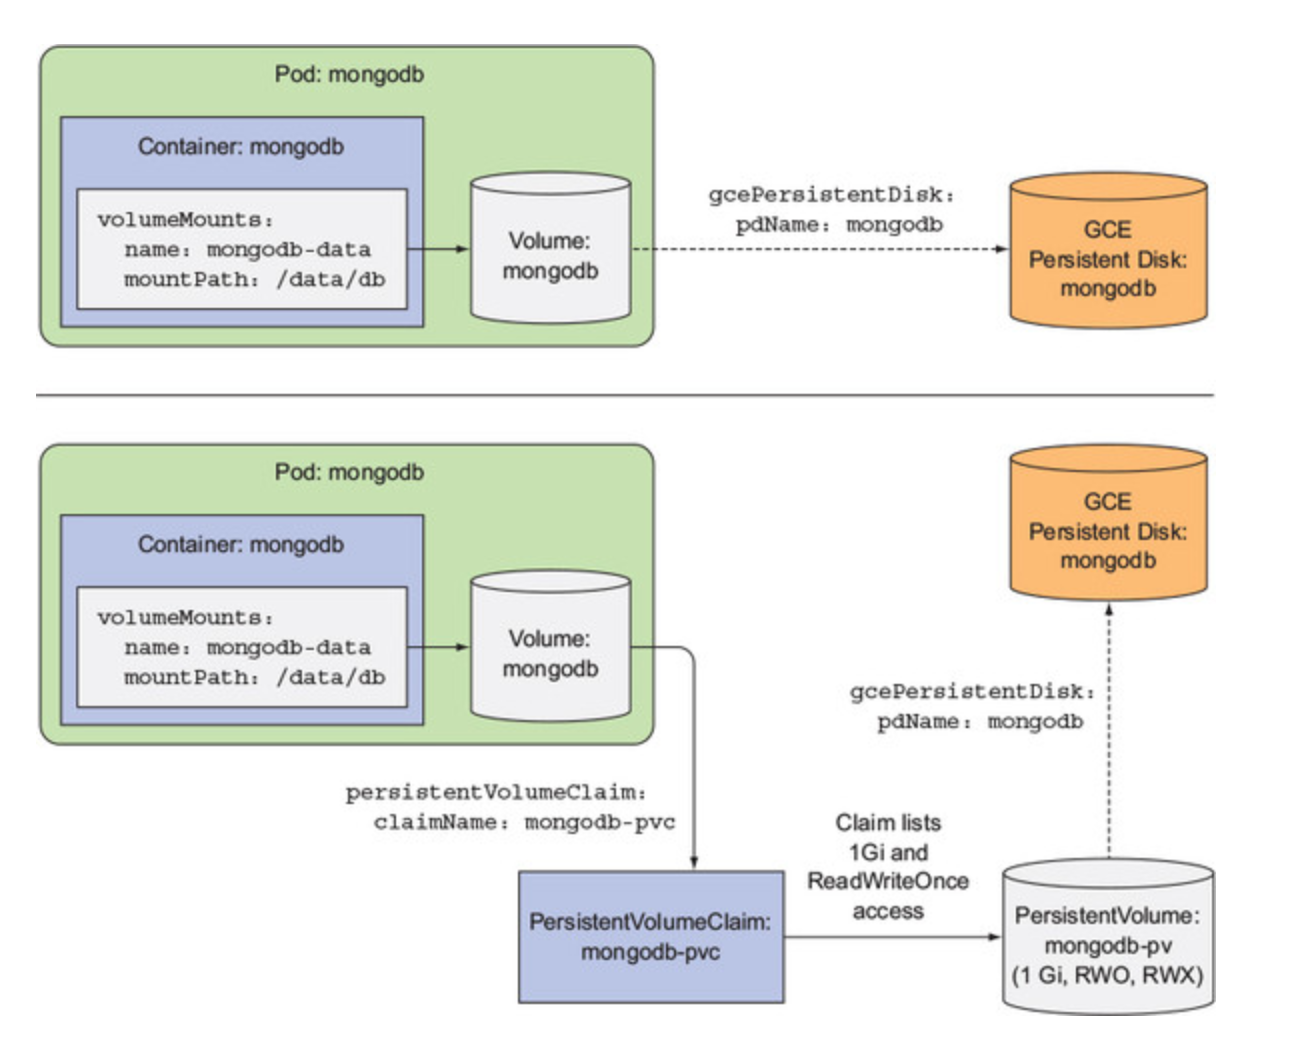 Pod: mongodb
Container: mongodb
volumeMounts:
name: mongodb-data
mountPath: /data/db
Volume:
mongodb
gcePersistentDisk:
pdName: mongodb
GCE
Persistent Disk:
mongodb
Pod: mongodb
Container: mongodb
volumeMounts:
name: mongodb-data
mountPath: /data/db
Volume:
mongodb
GCE
Persistent Disk:
mongodb
gcePersistentDisk:
pdName: mongodb
persistentVolumeClaim:
claimName: mongodb-pvc
PersistentVolumeClaim:
mongodb-pvc
Claim lists
1Gi and
ReadWriteOnce
access
PersistentVolume:
mongodb-pv
(1 Gi, RWO, RWX)